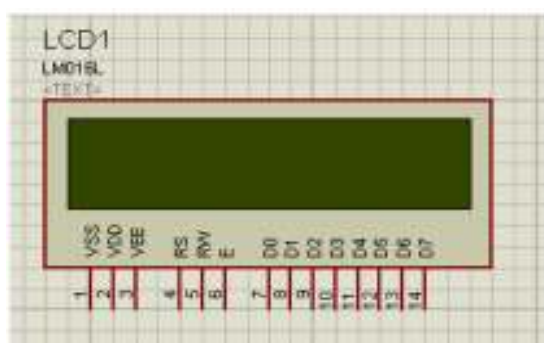 LCD1
LM016L
<TEXT>
VSS VDD VEE RS RW E D0 D1 D2 D3 D4 D5 D6 D7
1 2 3 4 5 6 7 8 9 10 11 12 13 14